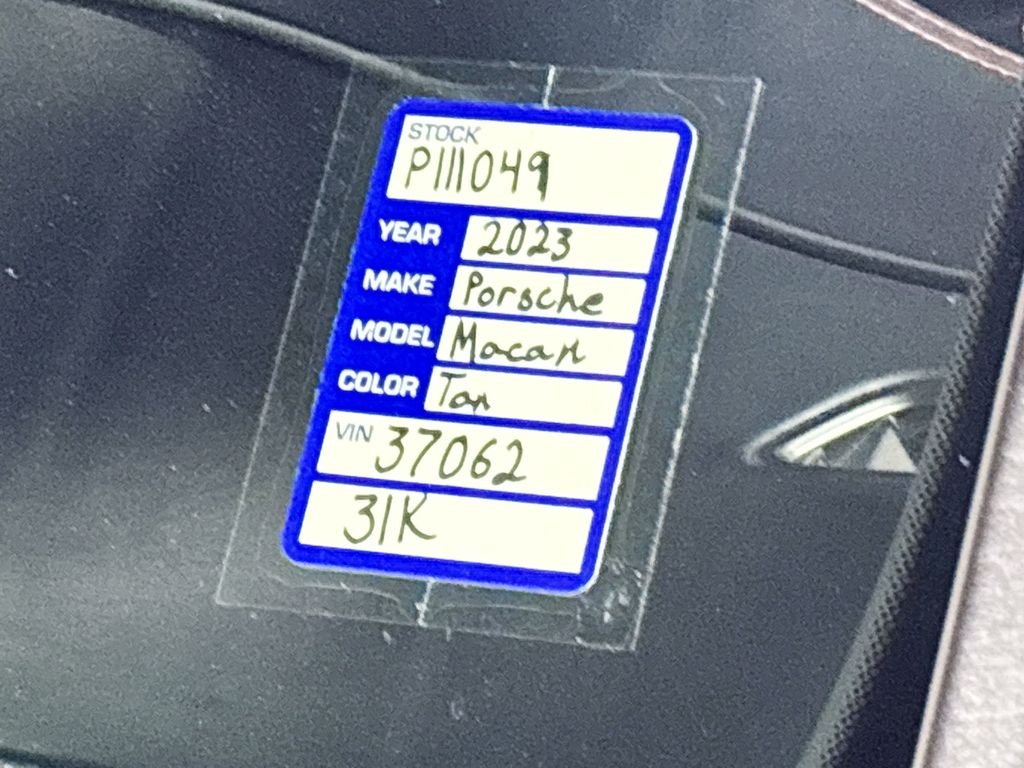 STOCK
P111049
YEAR 2023
MAKE Porsche
MODEL Macan
COLOR Tan
VIN 37062
31K